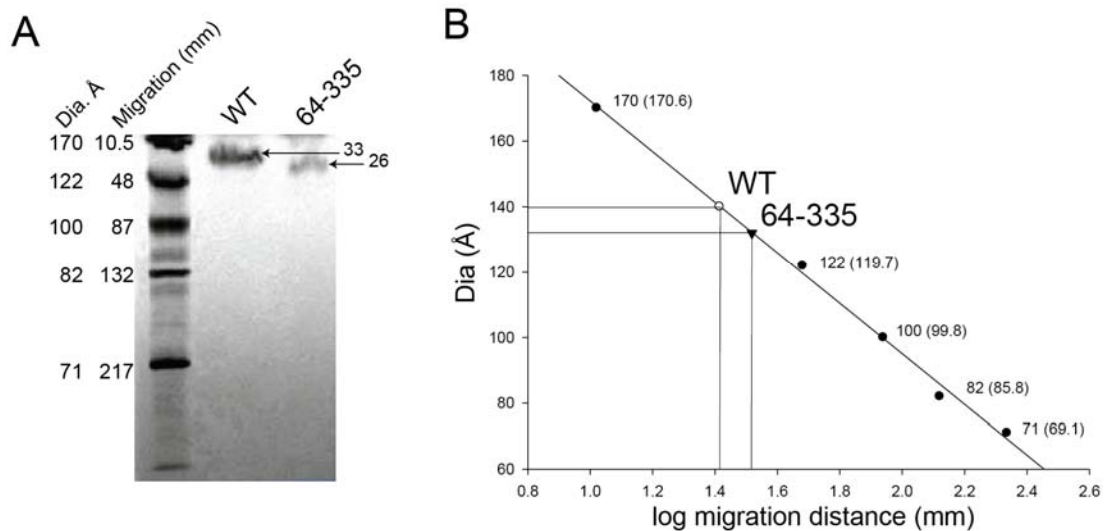 A
Dia. Å
Migration (mm)
WT
64-335
170 10.5
33
26
122 48
100 87
82 132
71 217
B
180
160
140
120
100
80
60
Dia (Å)
170 (170.6)
WT
64-335
122 (119.7)
100 (99.8)
82 (85.8)
71 (69.1)
0.8 1.0 1.2 1.4 1.6 1.8 2.0 2.2 2.4 2.6
log migration distance (mm)